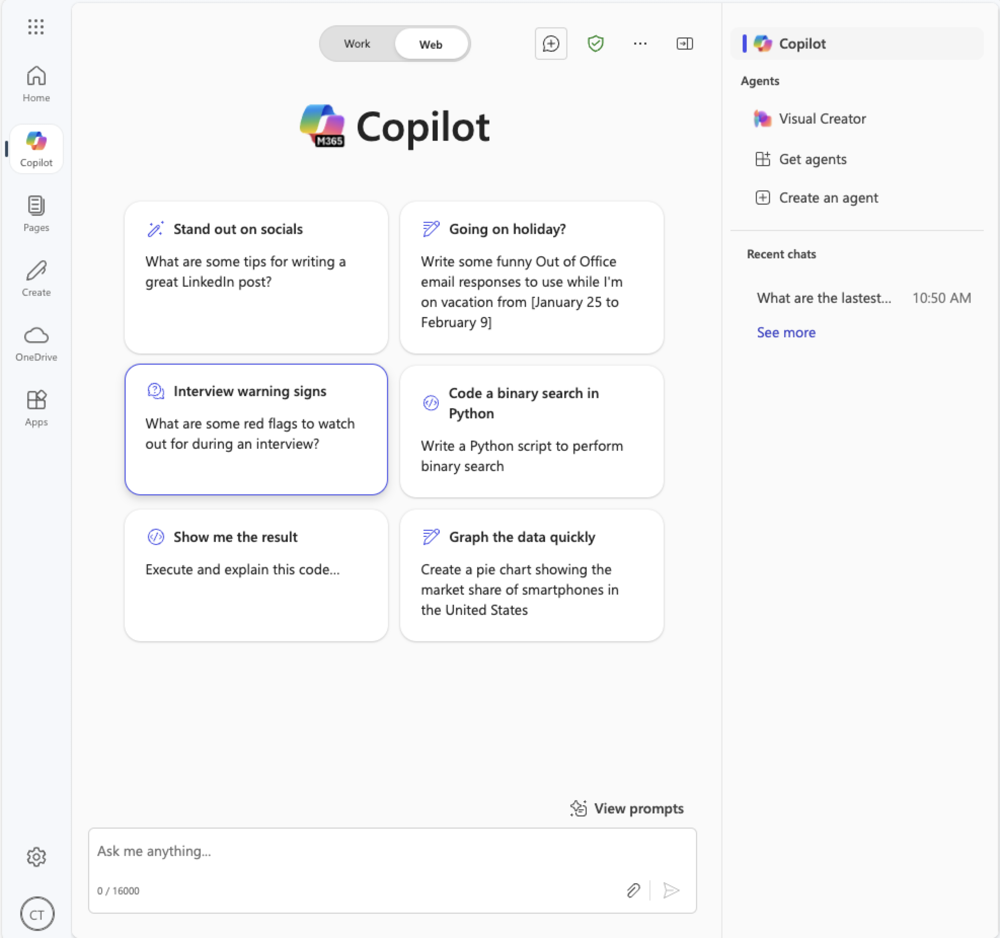 Home
Copilot
Pages
Create
OneDrive
Apps
CT
Work
Web
M365
Copilot
Stand out on socials
What are some tips for writing a
great LinkedIn post?
Going on holiday?
Write some funny Out of Office
email responses to use while I'm
on vacation from [January 25 to
February 9]
Interview warning signs
What are some red flags to watch
out for during an interview?
Code a binary search in
Python
Write a Python script to perform
binary search
Show me the result
Execute and explain this code...
Graph the data quickly
Create a pie chart showing the
market share of smartphones in
the United States
View prompts
Ask me anything...
0 / 16000
Copilot
Agents
Visual Creator
Get agents
Create an agent
Recent chats
What are the lastest... 10:50 AM
See more